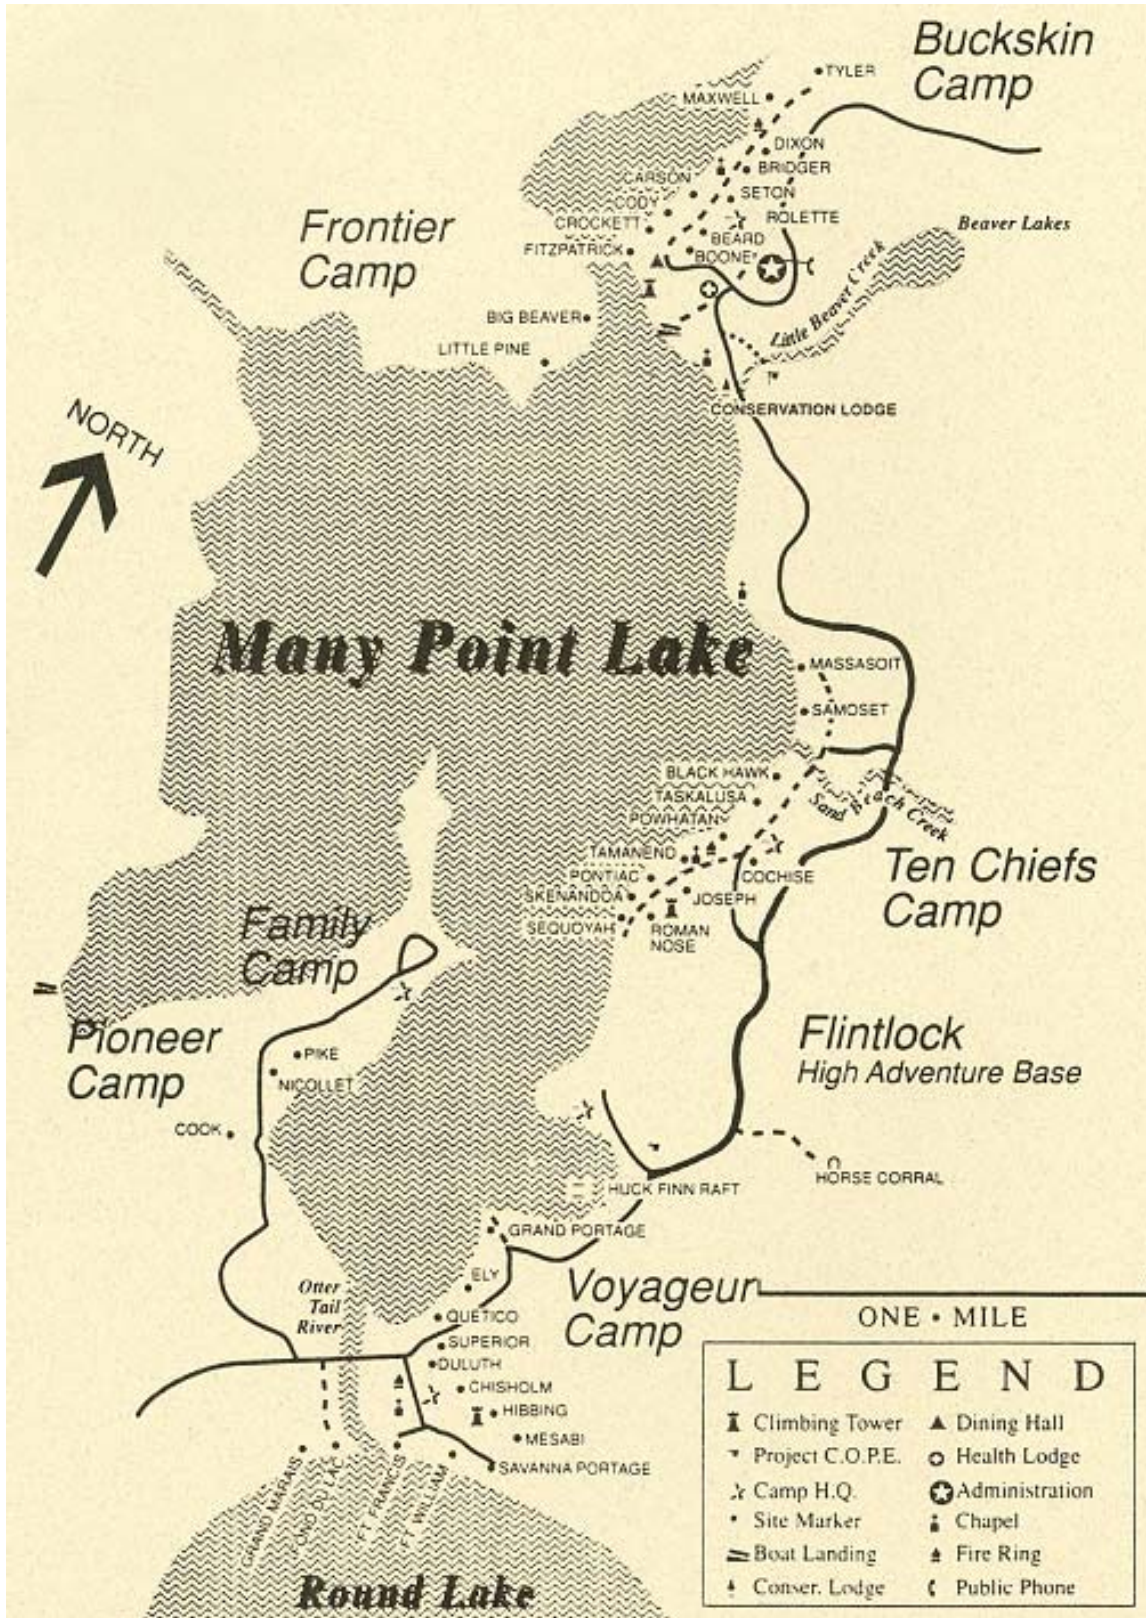 Buckskin
Camp
TYLER
MAXWELL
DIXON
BRIDGER
CARSON
SETON
CODY
ROLETTE
CROCKETT
BEARD
FITZPATRICK
BOONE
Beaver Lakes
Frontier
Camp
Little Beaver Creek
BIG BEAVER
LITTLE PINE
CONSERVATION LODGE
NORTH
Many Point Lake
MASSASOIT
SAMOSET
BLACK HAWK
TASKALUSA
POWHATAN
Sand Beach Creek
TAMANEND
PONTIAC
COCHISE
SKENANDOA
JOSEPH
SEQUOYAH
ROMAN
NOSE
Ten Chiefs
Camp
Family
Camp
Pioneer
Camp
PIKE
NICOLLET
COOK
Flintlock
High Adventure Base
HORSE CORRAL
HUCK FINN RAFT
GRAND PORTAGE
ELY
Otter
Tail
River
QUETICO
SUPERIOR
DULUTH
CHISHOLM
HIBBING
MESABI
SAVANNA PORTAGE
Voyageur
Camp
GRAND MARAIS
FOND DU LAC
FT. FRANCIS
FT. WILLIAM
Round Lake
ONE • MILE
LEGEND
Climbing Tower
Dining Hall
Project C.O.P.E.
Health Lodge
Camp H.Q.
Administration
Site Marker
Chapel
Boat Landing
Fire Ring
Conser. Lodge
Public Phone